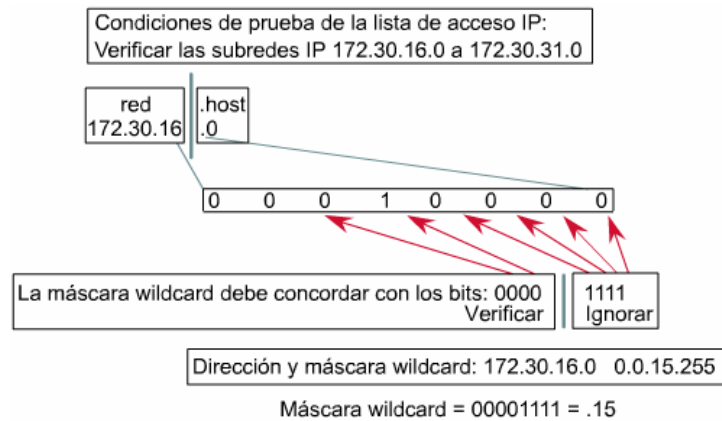 Condiciones de prueba de la lista de acceso IP:
Verificar las subredes IP 172.30.16.0 a 172.30.31.0
red .host
172.30.16 .0
0 0 0 1 0 0 0 0
La máscara wildcard debe concordar con los bits: 0000 1111
Verificar Ignorar
Dirección y máscara wildcard: 172.30.16.0 0.0.15.255
Máscara wildcard = 00001111 = .15